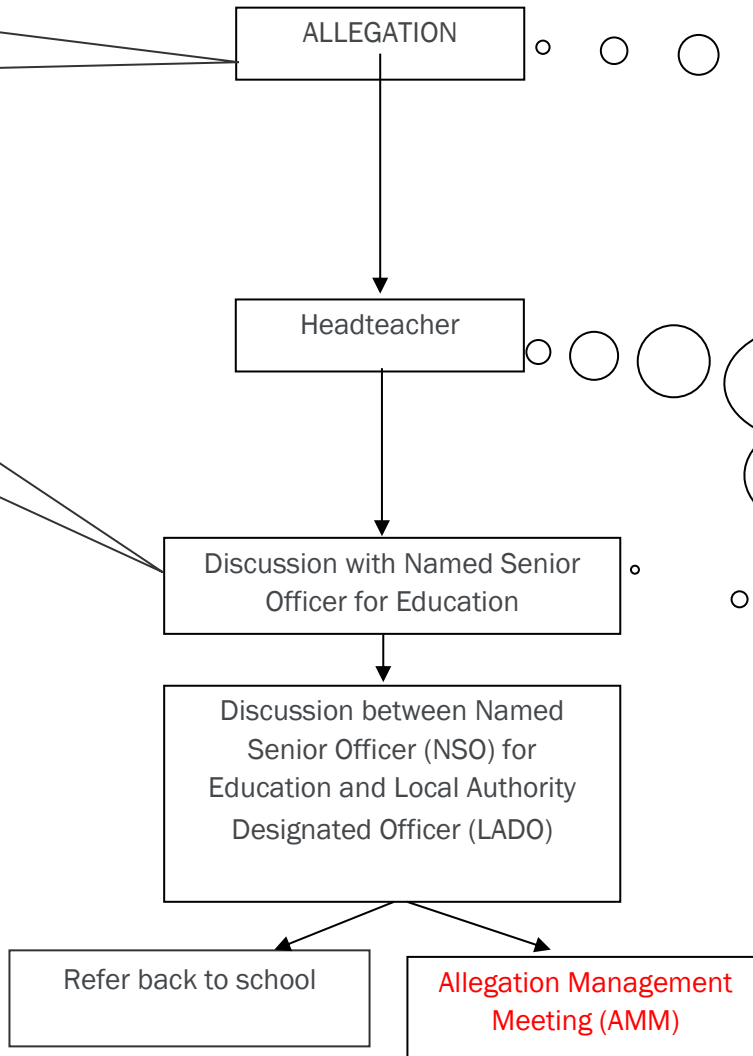 ALLEGATION
Headteacher
Discussion with Named Senior
Officer for Education
Discussion between Named
Senior Officer (NSO) for
Education and Local Authority
Designated Officer (LADO)
Refer back to school
Allegation Management
Meeting (AMM)